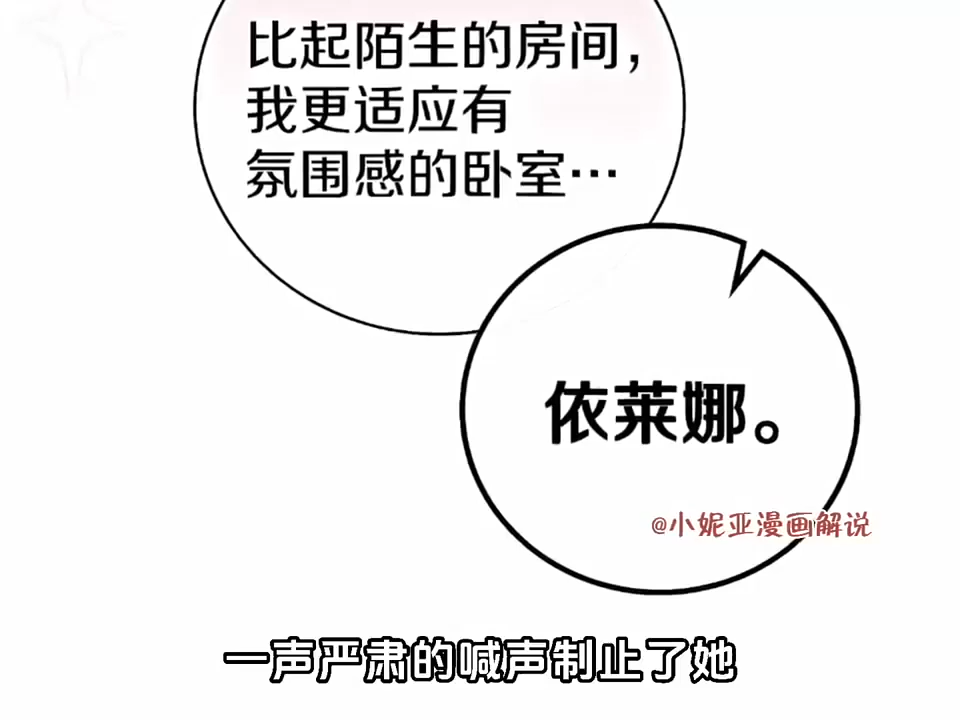 比起陌生的房间，
我更适应有
氛围感的卧室…
依莱娜。
@小妮亚漫画解说
一声严肃的喊声制止了她